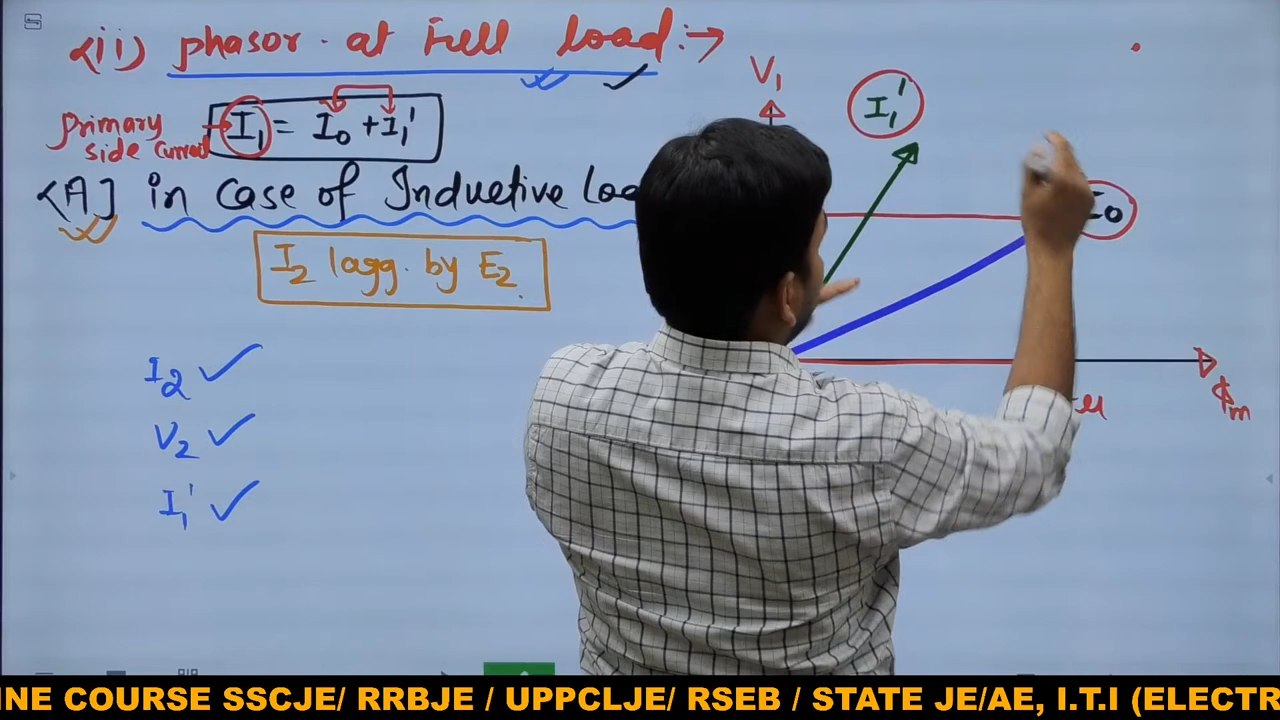 (ii) phasor at Full load :→
V₁
I₁'
primary side current
I₁ = I₀ + I₁'
(A] in case of Inductive
I₀
I₂ lagg. by E₂
I₂ ✓
V₂ ✓
I₁' ✓
Φm
INE COURSE SSCJE/ RRBJE / UPPCLJE/ RSEB / STATE JE/AE, I.T.I (ELECTR